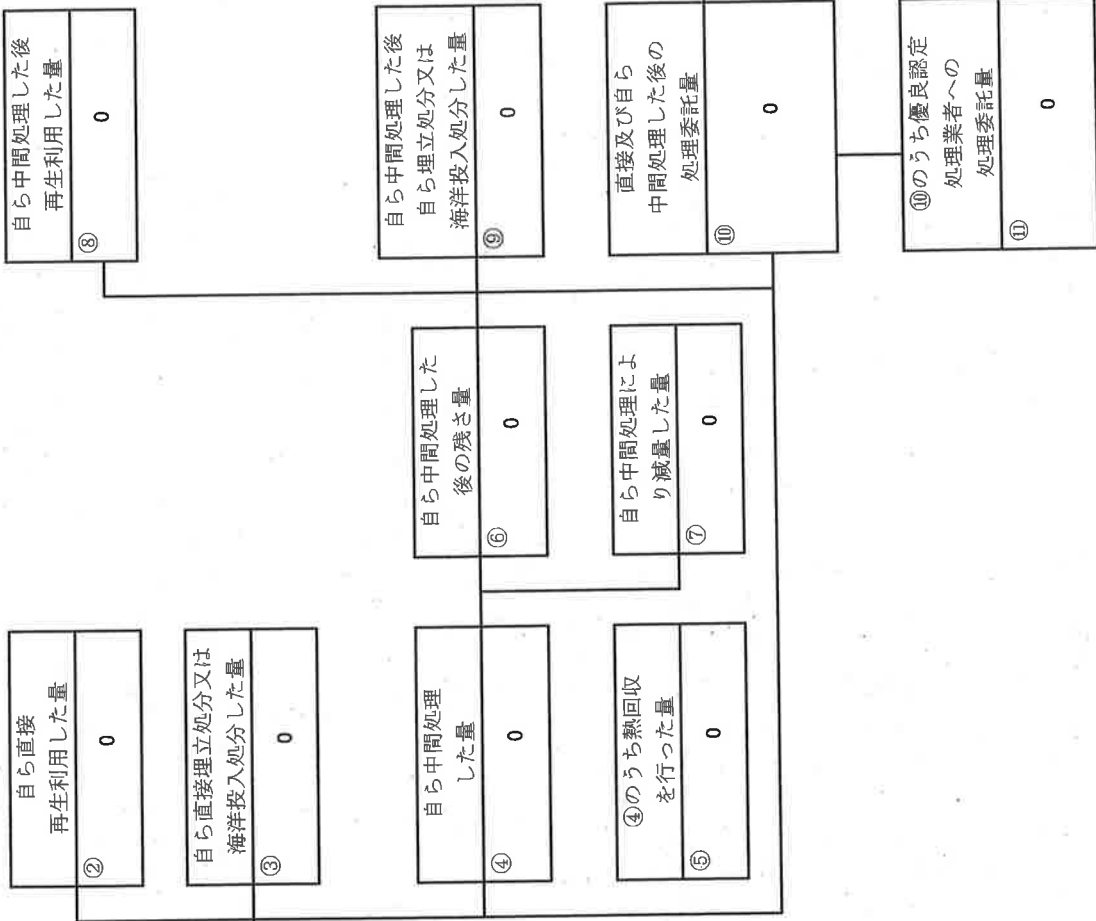 自ら直接
再生利用した量
②
0
自ら直接埋立処分又は
海洋投入処分した量
③
0
自ら中間処理
した量
④
0
④のうち熱回収
を行った量
⑤
0
自ら中間処理した
後の残さ量
⑥
0
自ら中間処理によ
り減量した量
⑦
0
自ら中間処理した後
再生利用した量
⑧
0
自ら中間処理した後
自ら埋立処分又は
海洋投入処分した量
⑨
0
直接及び自ら
中間処理した後の
処理委託量
⑩
0
⑩のうち優良認定
処理業者への
処理委託量
⑪
0